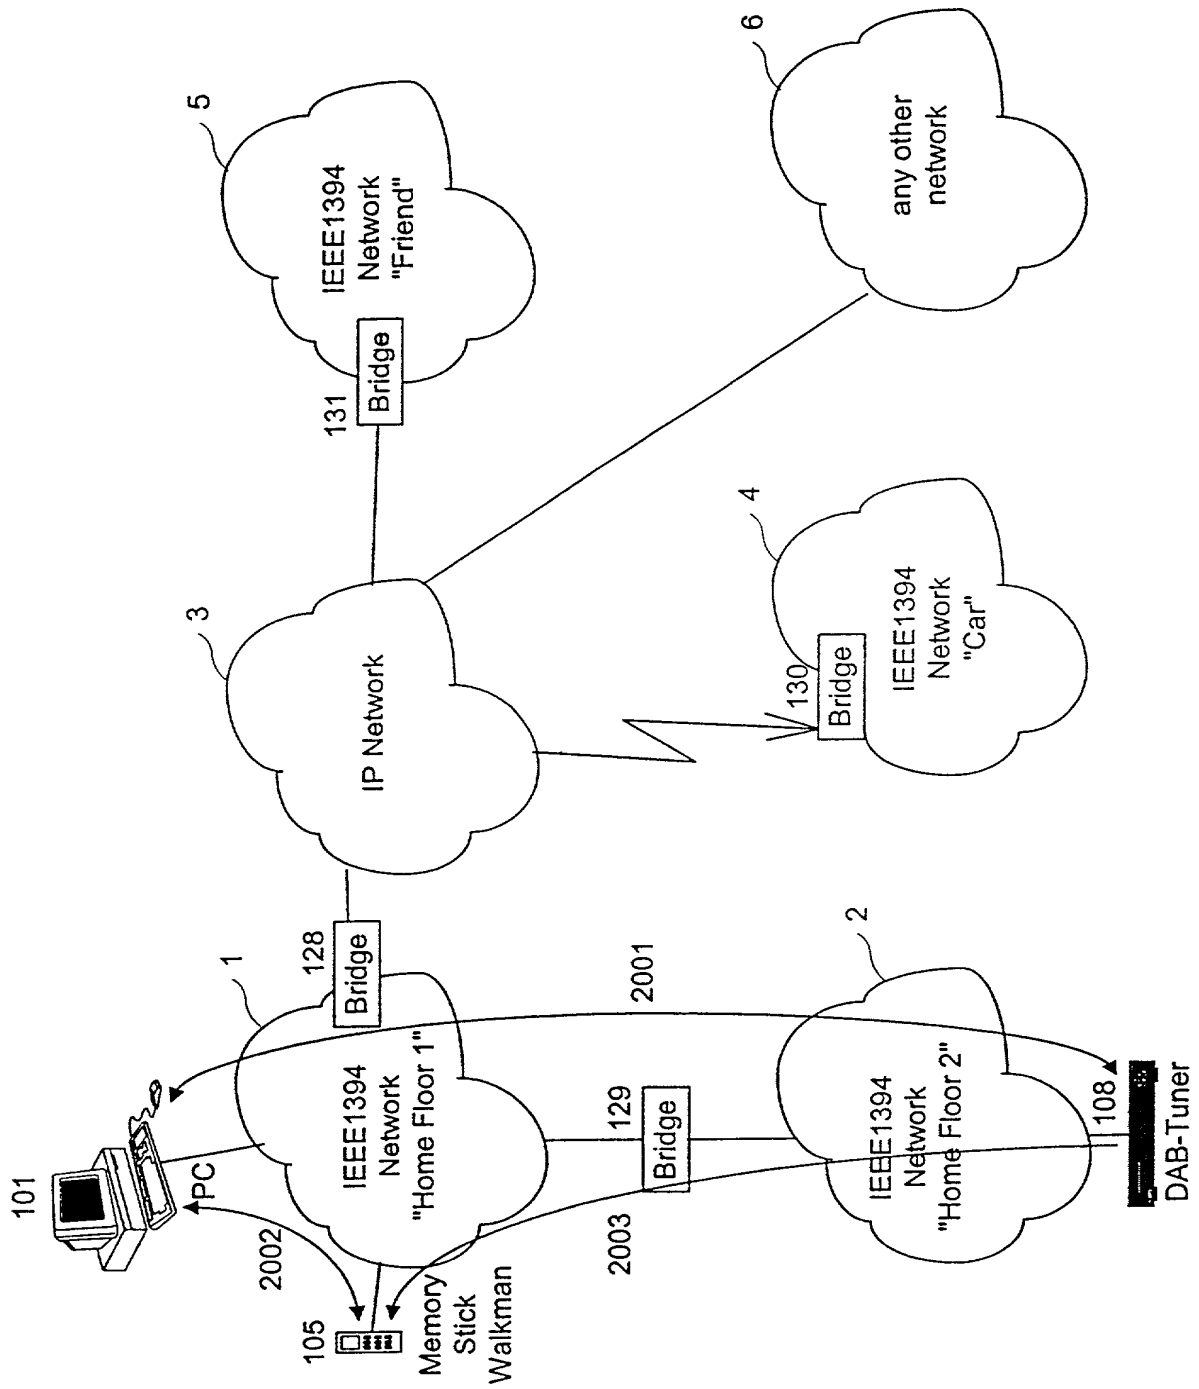 101
PC
2002
105
Memory
Stick
Walkman
1
IEEE1394
Network
"Home Floor 1"
128
Bridge
3
IP Network
5
IEEE1394
Network
"Friend"
131
Bridge
6
any other
network
4
IEEE1394
Network
"Car"
130
Bridge
2001
129
Bridge
2003
2
IEEE1394
Network
"Home Floor 2"
108
DAB-Tuner